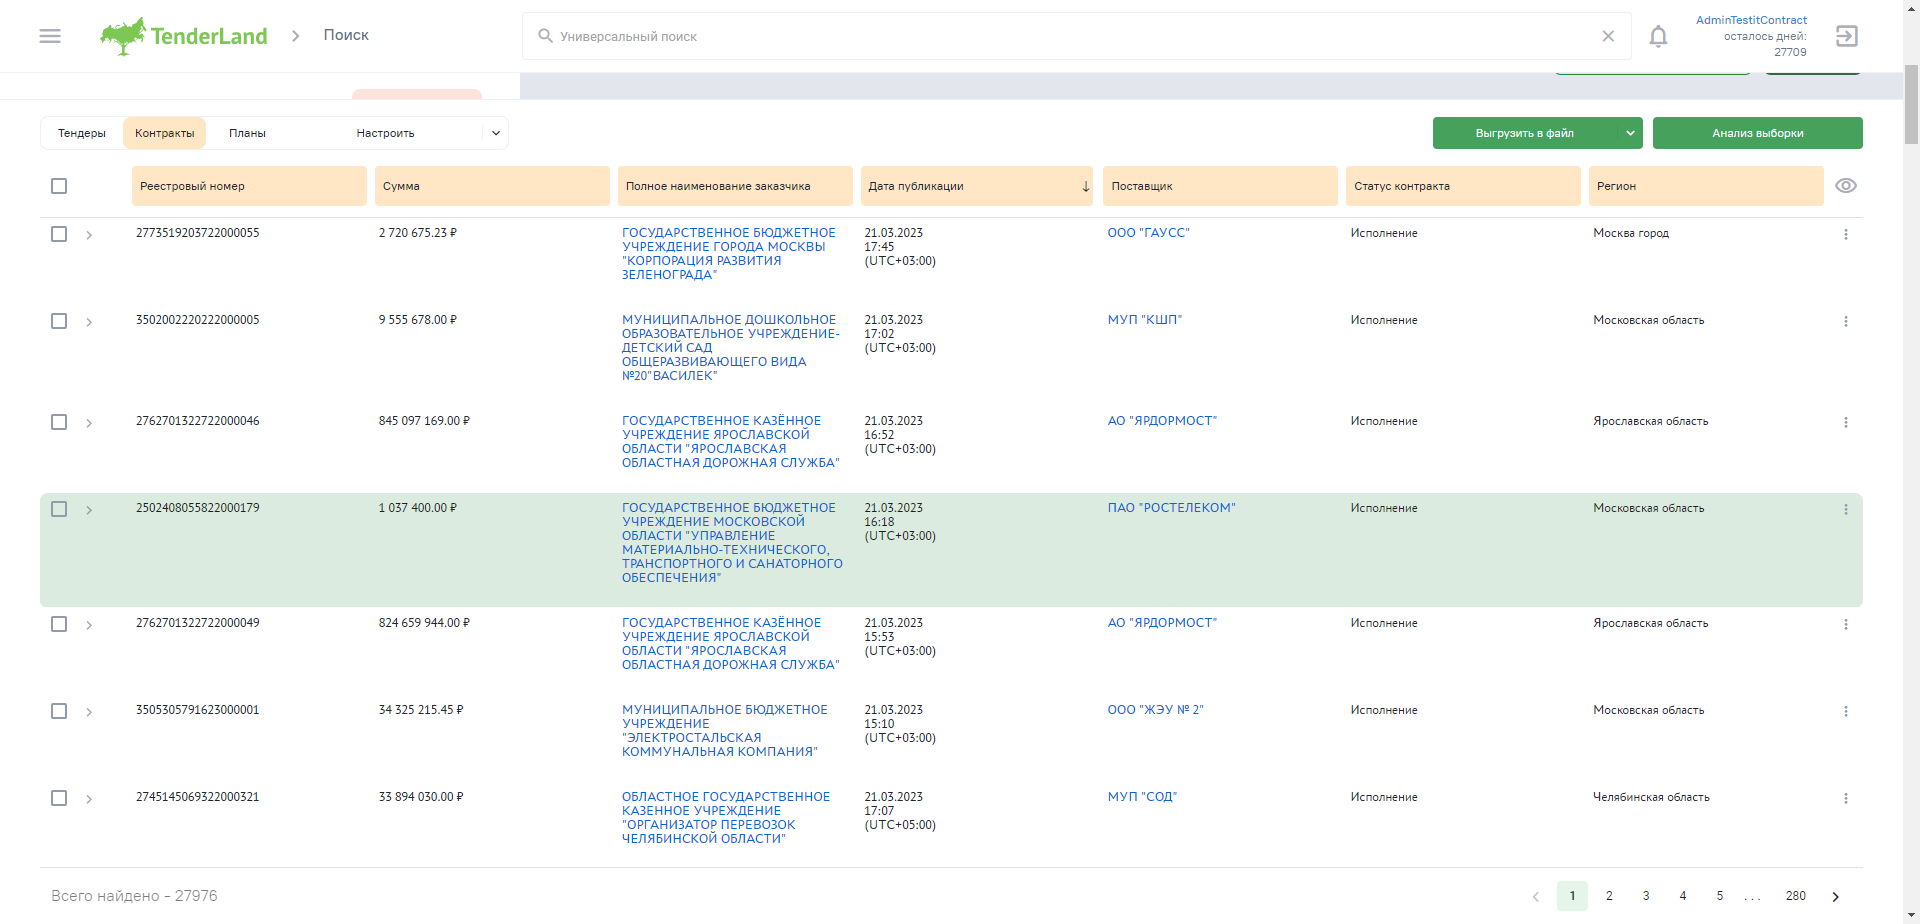 TenderLand
Поиск
Универсальный поиск
AdminTestitContract
осталось дней:
27709
Тендеры
Контракты
Планы
Настроить
Выгрузить в файл
Анализ выборки
Реестровый номер
Сумма
Полное наименование заказчика
Дата публикации
Поставщик
Статус контракта
Регион
2773519203722000055
2 720 675.23 ₽
ГОСУДАРСТВЕННОЕ БЮДЖЕТНОЕ
УЧРЕЖДЕНИЕ ГОРОДА МОСКВЫ
"КОРПОРАЦИЯ РАЗВИТИЯ
ЗЕЛЕНОГРАДА"
21.03.2023
17:45
(UTC+03:00)
ООО "ГАУСС"
Исполнение
Москва город
3502002220222000005
9 555 678.00 ₽
МУНИЦИПАЛЬНОЕ ДОШКОЛЬНОЕ
ОБРАЗОВАТЕЛЬНОЕ УЧРЕЖДЕНИЕ-
ДЕТСКИЙ САД
ОБЩЕРАЗВИВАЮЩЕГО ВИДА
№20"ВАСИЛЕК"
21.03.2023
17:02
(UTC+03:00)
МУП "КШП"
Исполнение
Московская область
2762701322722000046
845 097 169.00 ₽
ГОСУДАРСТВЕННОЕ КАЗЁННОЕ
УЧРЕЖДЕНИЕ ЯРОСЛАВСКОЙ
ОБЛАСТИ "ЯРОСЛАВСКАЯ
ОБЛАСТНАЯ ДОРОЖНАЯ СЛУЖБА"
21.03.2023
16:52
(UTC+03:00)
АО "ЯРДОРМОСТ"
Исполнение
Ярославская область
2502408055822000179
1 037 400.00 ₽
ГОСУДАРСТВЕННОЕ БЮДЖЕТНОЕ
УЧРЕЖДЕНИЕ МОСКОВСКОЙ
ОБЛАСТИ "УПРАВЛЕНИЕ
МАТЕРИАЛЬНО-ТЕХНИЧЕСКОГО,
ТРАНСПОРТНОГО И САНАТОРНОГО
ОБЕСПЕЧЕНИЯ"
21.03.2023
16:18
(UTC+03:00)
ПАО "РОСТЕЛЕКОМ"
Исполнение
Московская область
2762701322722000049
824 659 944.00 ₽
ГОСУДАРСТВЕННОЕ КАЗЁННОЕ
УЧРЕЖДЕНИЕ ЯРОСЛАВСКОЙ
ОБЛАСТИ "ЯРОСЛАВСКАЯ
ОБЛАСТНАЯ ДОРОЖНАЯ СЛУЖБА"
21.03.2023
15:53
(UTC+03:00)
АО "ЯРДОРМОСТ"
Исполнение
Ярославская область
3505305791623000001
34 325 215.45 ₽
МУНИЦИПАЛЬНОЕ БЮДЖЕТНОЕ
УЧРЕЖДЕНИЕ
"ЭЛЕКТРОСТАЛЬСКАЯ
КОММУНАЛЬНАЯ КОМПАНИЯ"
21.03.2023
15:10
(UTC+03:00)
ООО "ЖЭУ № 2"
Исполнение
Московская область
2745145069322000321
33 894 030.00 ₽
ОБЛАСТНОЕ ГОСУДАРСТВЕННОЕ
КАЗЕННОЕ УЧРЕЖДЕНИЕ
"ОРГАНИЗАТОР ПЕРЕВОЗОК
ЧЕЛЯБИНСКОЙ ОБЛАСТИ"
21.03.2023
17:07
(UTC+05:00)
МУП "СОД"
Исполнение
Челябинская область
Всего найдено - 27976
1 2 3 4 5 ... 280